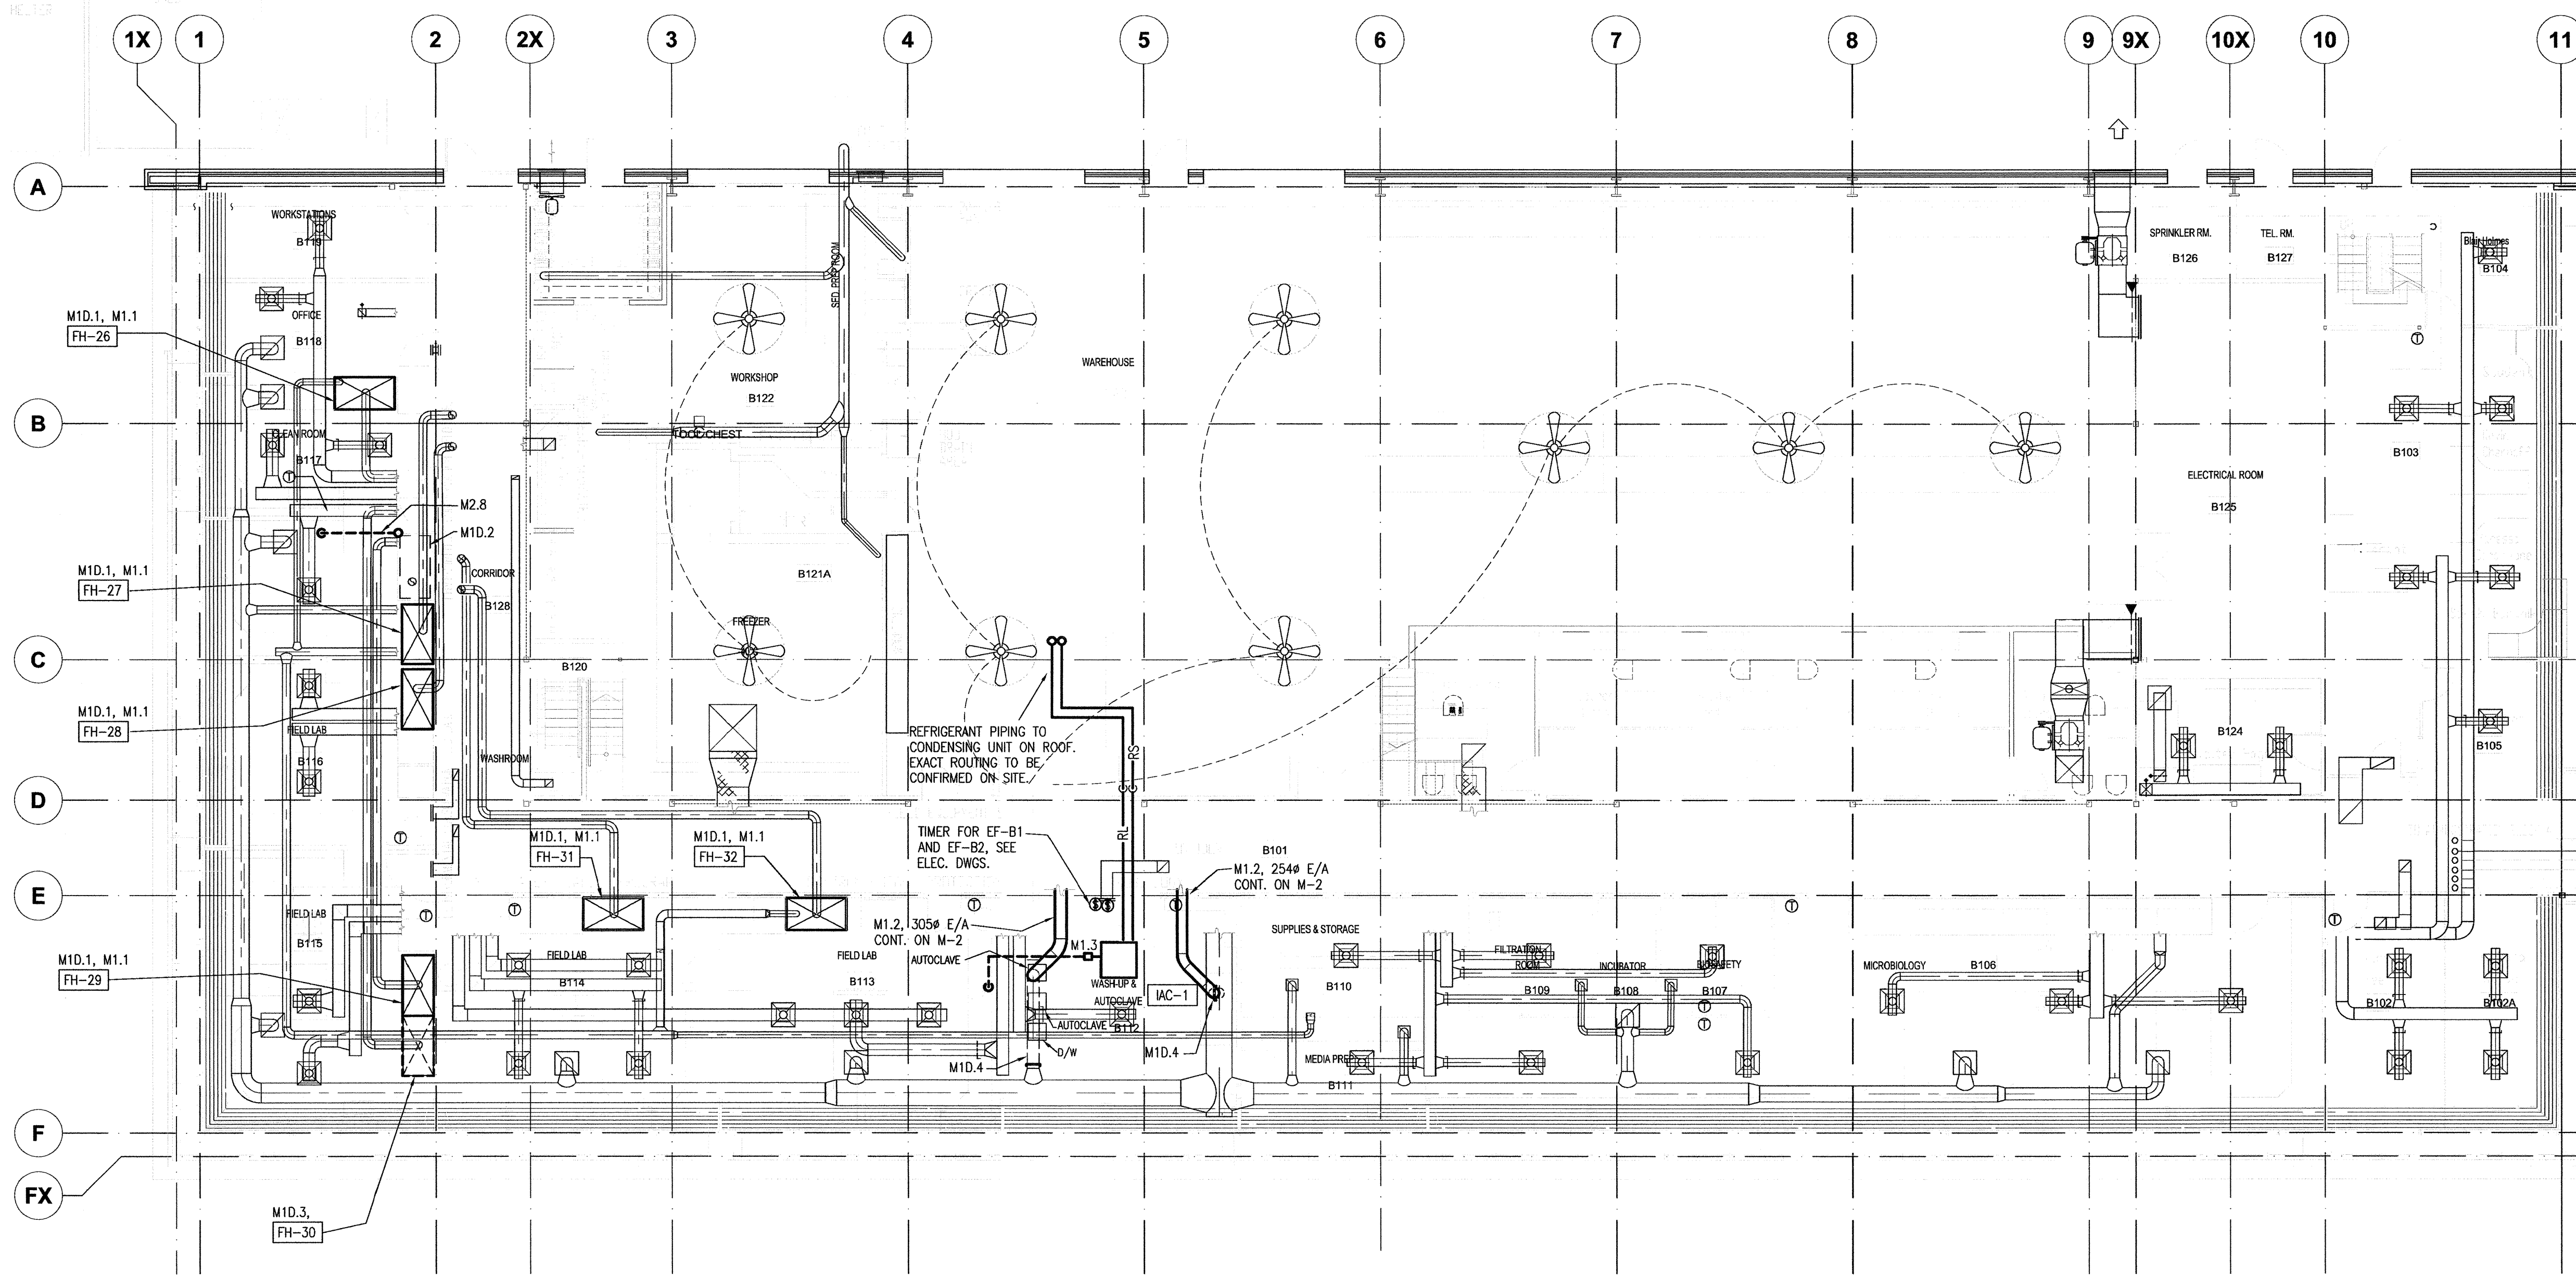 1X
1
2
2X
3
4
5
6
7
8
9
9X
10X
10
11
A
B
C
D
E
F
FX
WORKSTATIONS
B119
OFFICE
B118
M1D.1, M1.1
FH-26
CLEAN ROOM
B117
M2.8
M1D.2
M1D.1, M1.1
FH-27
CORRIDOR
B128
M1D.1, M1.1
FH-28
FIELD LAB
B116
WASHROOM
B120
SED. PREP ROOM
WORKSHOP
B122
TOOL CHEST
B121A
FREEZER
WAREHOUSE
SPRINKLER RM.
B126
TEL. RM.
B127
Blair Holmes
B104
B103
ELECTRICAL ROOM
B125
B124
B105
REFRIGERANT PIPING TO
CONDENSING UNIT ON ROOF.
EXACT ROUTING TO BE
CONFIRMED ON SITE.
RS
RL
TIMER FOR EF-B1
AND EF-B2, SEE
ELEC. DWGS.
B101
M1.2, 254ø E/A
CONT. ON M-2
M1D.1, M1.1
FH-31
M1D.1, M1.1
FH-32
M1.2, 305ø E/A
CONT. ON M-2
AUTOCLAVE
M1.3
FIELD LAB
B115
M1D.1, M1.1
FH-29
FIELD LAB
B114
FIELD LAB
B113
WASH-UP &
AUTOCLAVE
B112
IAC-1
AUTOCLAVE
D/W
M1D.4
M1D.4
SUPPLIES & STORAGE
B110
MEDIA PREP
B111
FILTRATION
ROOM
B109
INCUBATOR
B108
BIOSAFETY
B107
MICROBIOLOGY
B106
B102
B102A
M1D.3,
FH-30
T
T
T
T
T
T
T
T
T
T
T
T